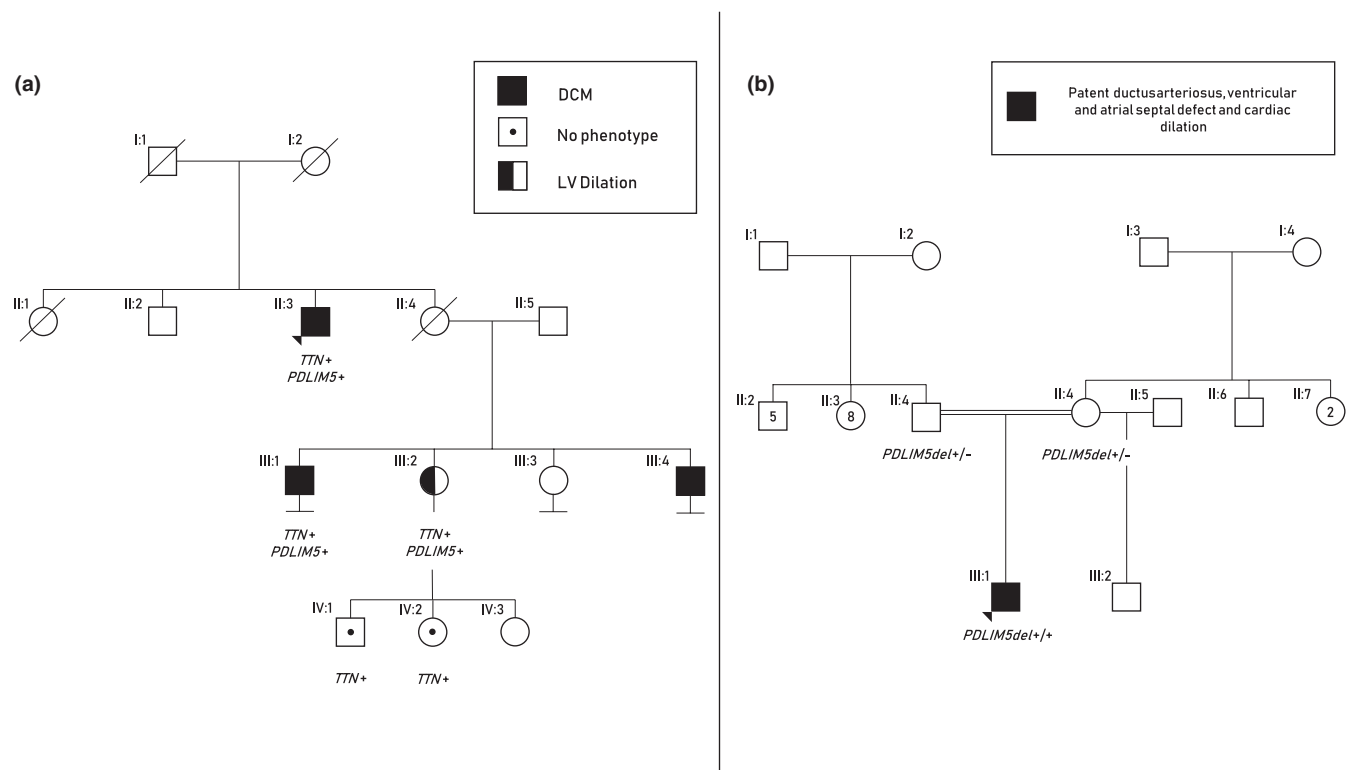 (a)
DCM
No phenotype
LV Dilation
I:1
I:2
II:1
II:2
II:3
II:4
II:5
TTN+
PDLIM5+
III:1
III:2
III:3
III:4
TTN+
PDLIM5+
TTN+
PDLIM5+
IV:1
IV:2
IV:3
TTN+
TTN+
(b)
Patent ductusarteriosus, ventricular
and atrial septal defect and cardiac
dilation
I:1
I:2
I:3
I:4
II:2
5
II:3
8
II:4
II:4
II:5
II:6
II:7
2
PDLIM5del+/-
PDLIM5del+/-
III:1
III:2
PDLIM5del+/+